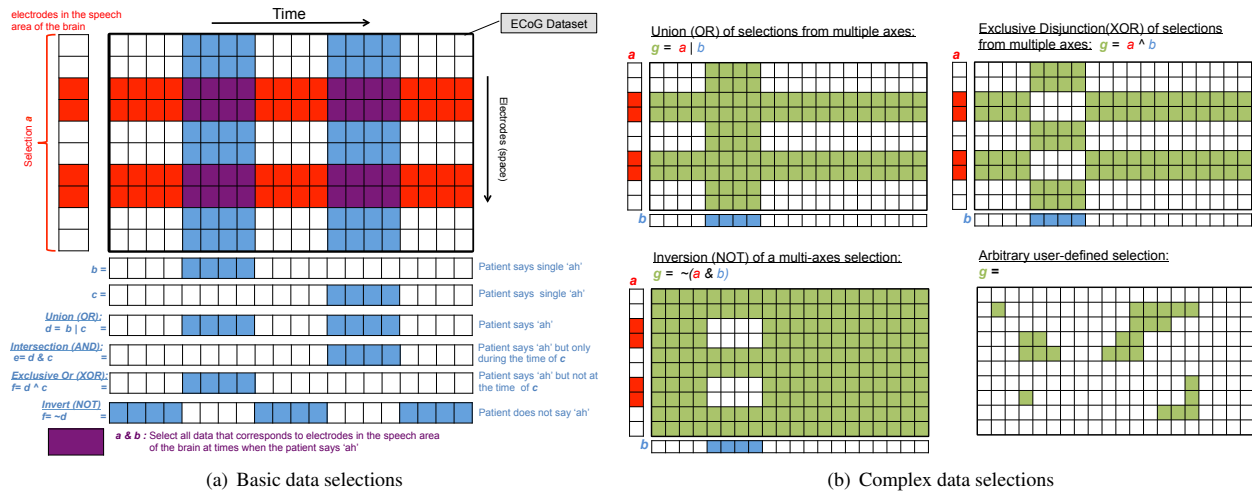 electrodes in the speech
area of the brain
Time
ECoG Dataset
Selection a
Electrodes (space)
b =
Patient says single 'ah'
c =
Patient says single 'ah'
Union (OR):
d = b | c =
Patient says 'ah'
Intersection (AND):
e= d & c =
Patient says 'ah' but only
during the time of c
Exclusive Or (XOR):
f= d ^ c =
Patient says 'ah' but not at
the time of c
Invert (NOT)
f= ~d =
Patient does not say 'ah'
a & b : Select all data that corresponds to electrodes in the speech area
of the brain at times when the patient says 'ah'
(a) Basic data selections
Union (OR) of selections from multiple axes:
g = a | b
a
b
Exclusive Disjunction(XOR) of selections
from multiple axes: g = a ^ b
a
b
Inversion (NOT) of a multi-axes selection:
g = ~(a & b)
a
b
Arbitrary user-defined selection:
g =
(b) Complex data selections